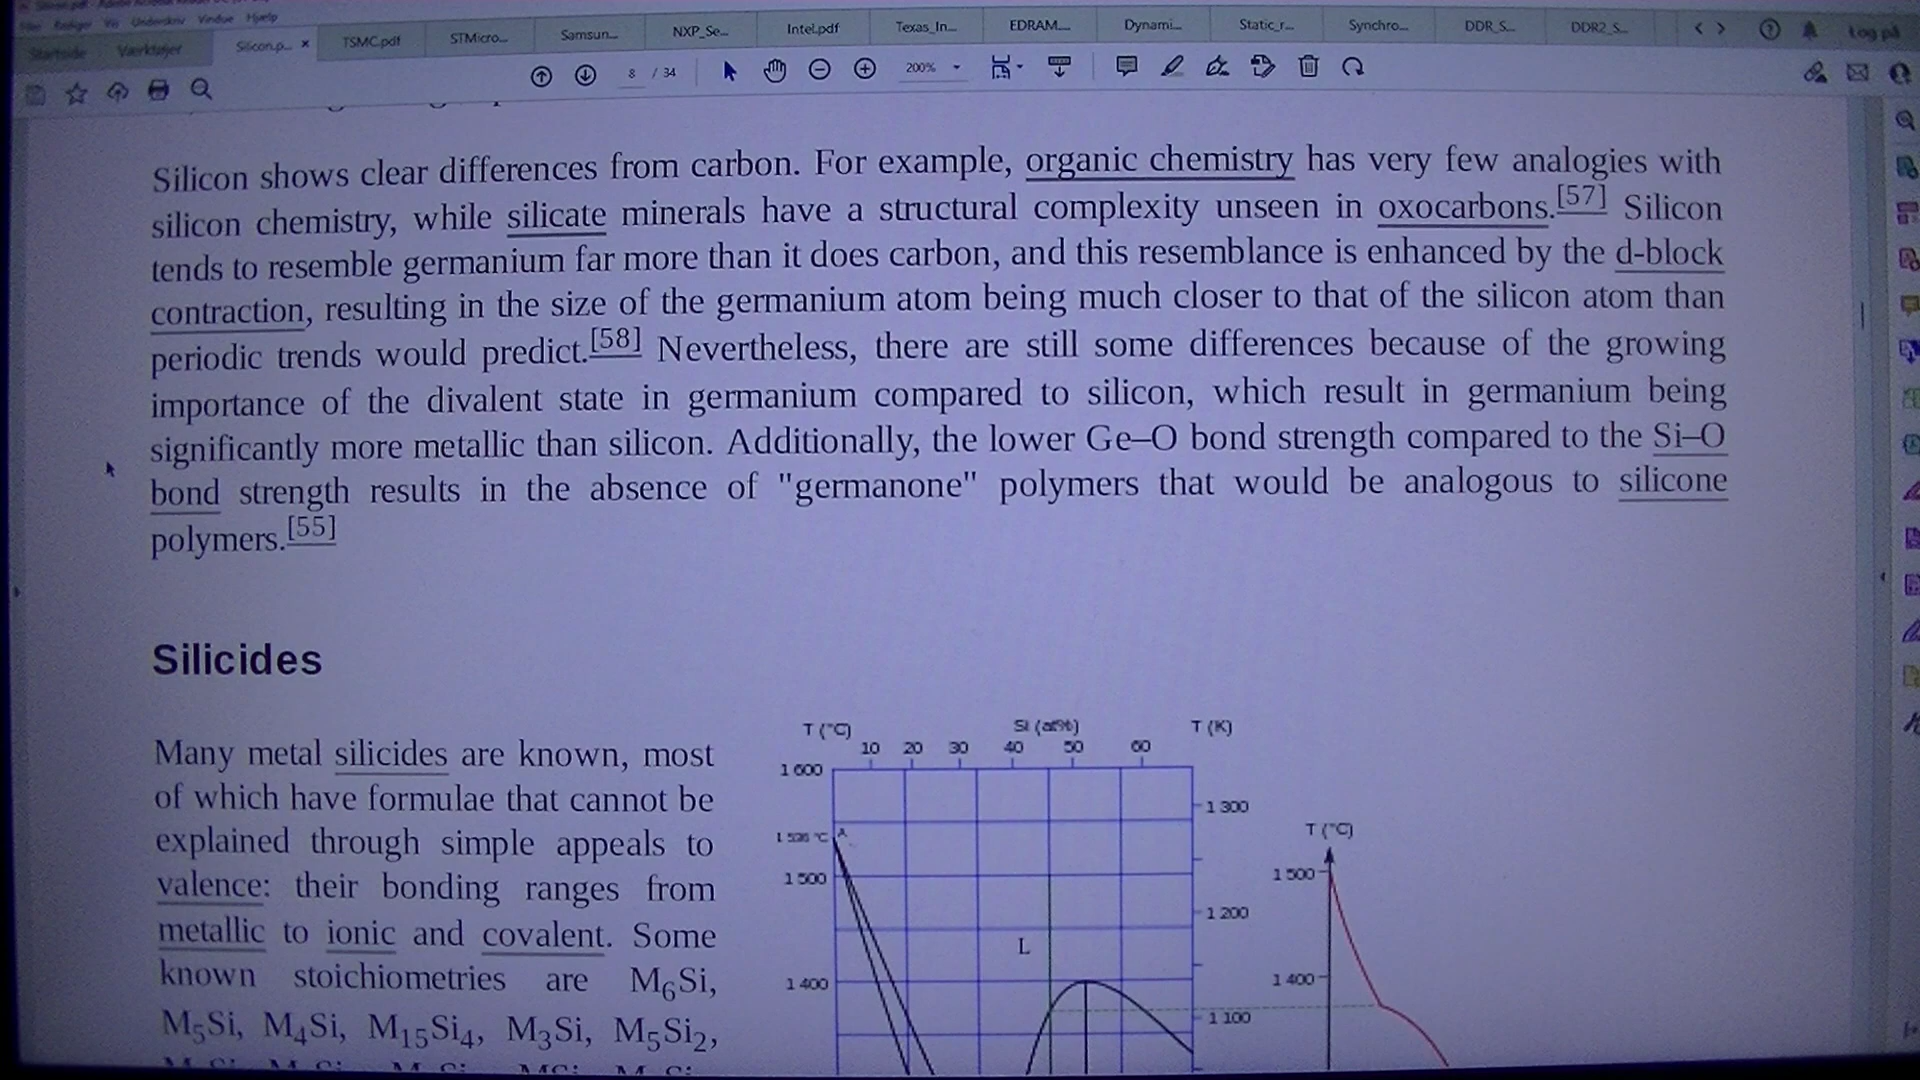 Vindue Hjælp
Startside Værktøjer Silicon.p... × TSMC.pdf STMicro... Samsun... NXP_Se... Intel.pdf Texas_In... EDRAM.... Dynami... Static_r... Synchro... DDR_S... DDR2_S... Log på
8 / 34 200%
Silicon shows clear differences from carbon. For example, organic chemistry has very few analogies with
silicon chemistry, while silicate minerals have a structural complexity unseen in oxocarbons.[57] Silicon
tends to resemble germanium far more than it does carbon, and this resemblance is enhanced by the d-block
contraction, resulting in the size of the germanium atom being much closer to that of the silicon atom than
periodic trends would predict.[58] Nevertheless, there are still some differences because of the growing
importance of the divalent state in germanium compared to silicon, which result in germanium being
significantly more metallic than silicon. Additionally, the lower Ge–O bond strength compared to the Si–O
bond strength results in the absence of "germanone" polymers that would be analogous to silicone
polymers.[55]
Silicides
Many metal silicides are known, most
of which have formulae that cannot be
explained through simple appeals to
valence: their bonding ranges from
metallic to ionic and covalent. Some
known stoichiometries are M₆Si,
M₅Si, M₄Si, M₁₅Si₄, M₃Si, M₅Si₂,
T (°C) Si (at%) T (K)
10 20 30 40 50 60
1 600
1 300
A
1 500
1 200
L
1 400
1 100
T (°C)
1 500
1 400